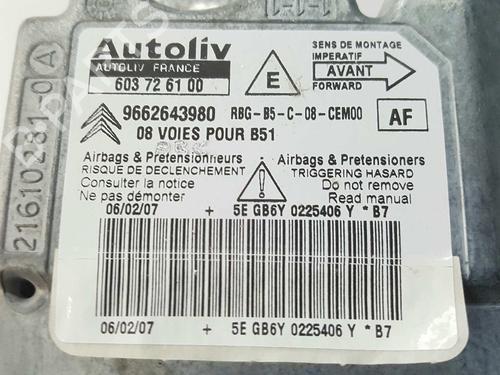 Autoliv
AUTOLIV FRANCE
603 72 61 00
E
SENS DE MONTAGE
IMPERATIF
AVANT
FORWARD
9662643980
RBG-B5-C-08-CEM00
AF
08 VOIES POUR B51
Airbags & Pretensionneurs
RISQUE DE DECLENCHEMENT
Consulter la notice
Ne pas démonter
Airbags & Pretensioners
TRIGGERING HASARD
Do not remove
Read manual
06/02/07 + 5E GB6Y 0225406 Y * B7
06/02/07 + 5E GB6Y 0225406 Y * B7
21610281-0 A